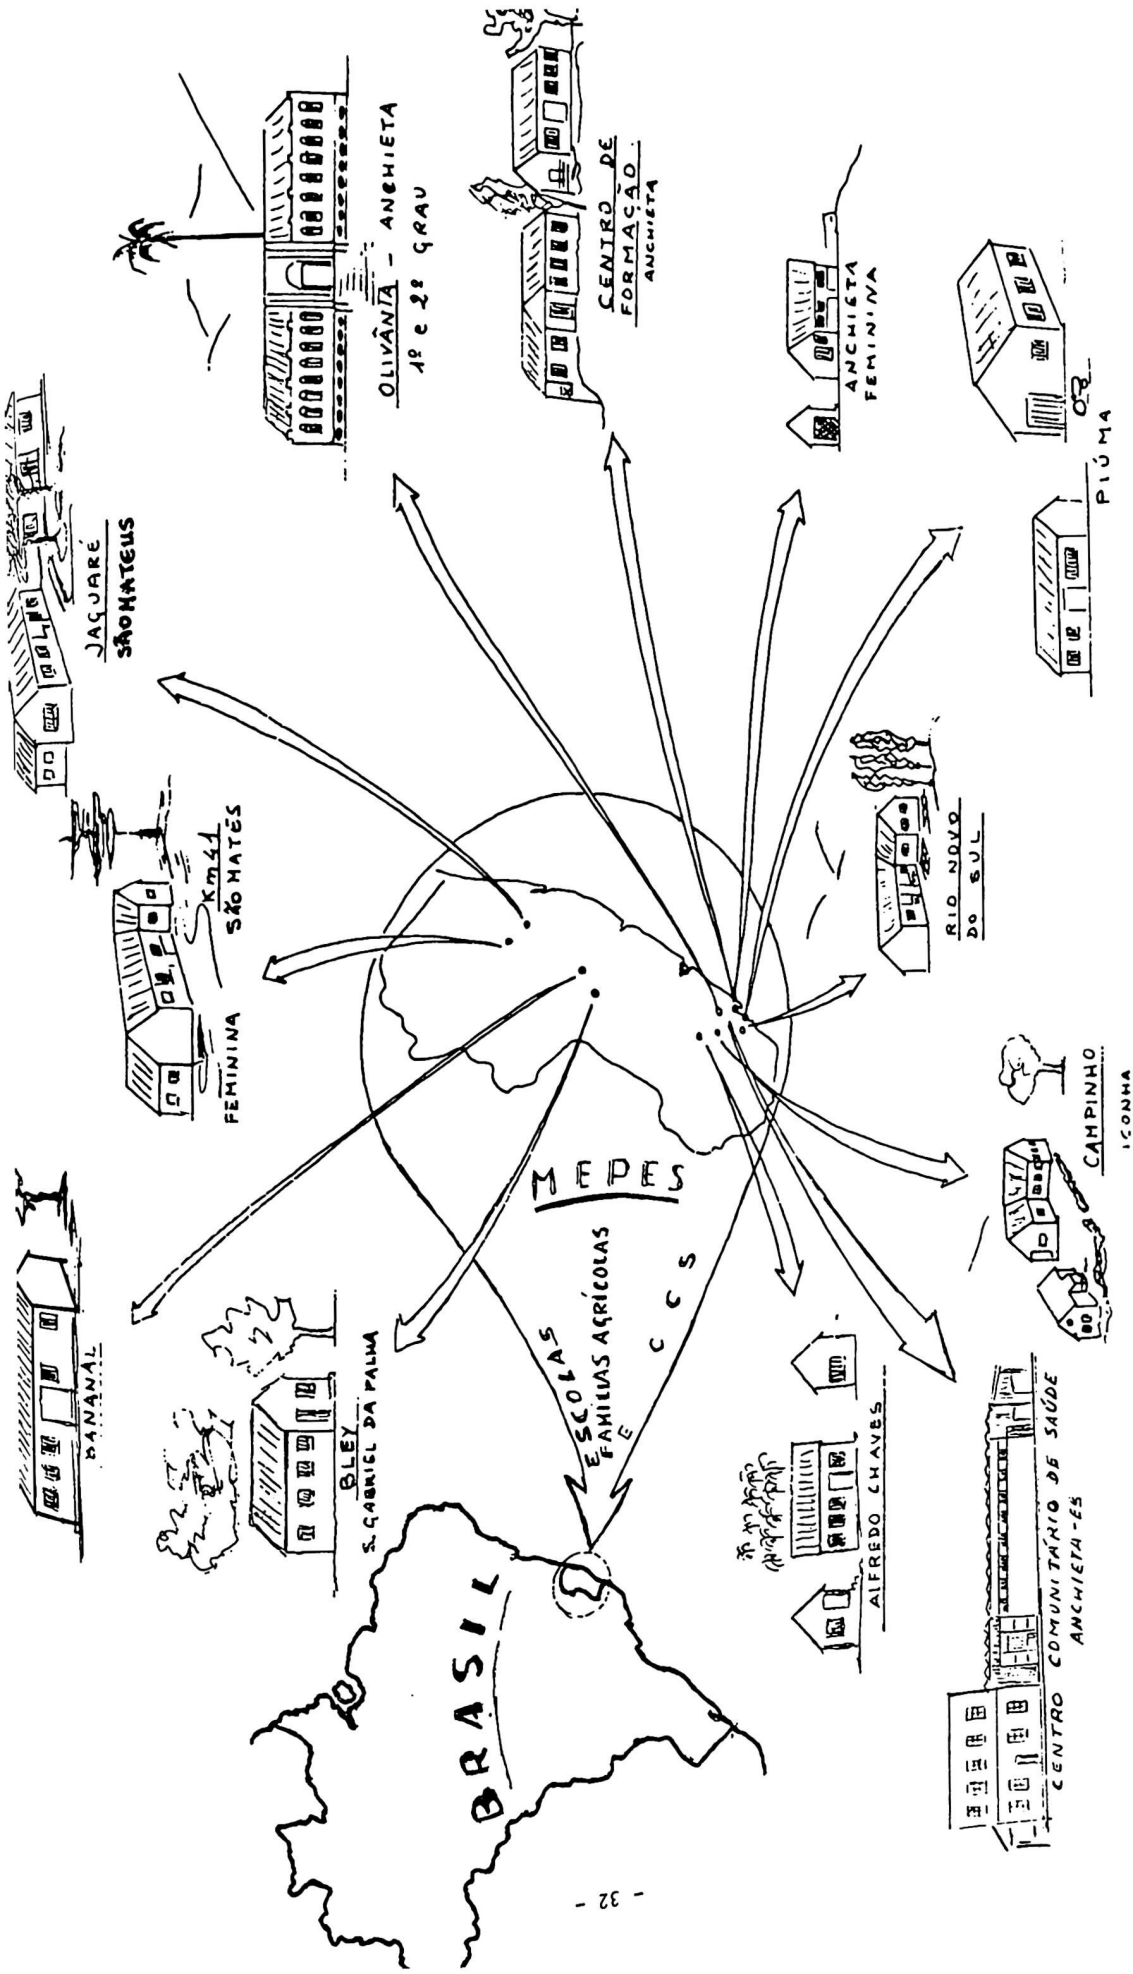 BANANAL
JAGUARÉ
SÃO MATEUS
FEMININA
Km 41
SÃO MATÉS
BLEY
S. GABRIEL DA PALHA
OLIVÂNIA - ANCHIETA
1º e 2º GRAU
BRASIL
MEPES
ESCOLAS
FAMILIAS AGRÍCOLAS
E C C S
CENTRO DE
FORMAÇÃO
ANCHIETA
ANCHIETA
FEMININA
ALFREDO CHAVES
RIO NOVO
DO SUL
PIÚMA
CENTRO COMUNITÁRIO DE SAÚDE
ANCHIETA-ES
CAMPINHO
ICONHA
- 32 -